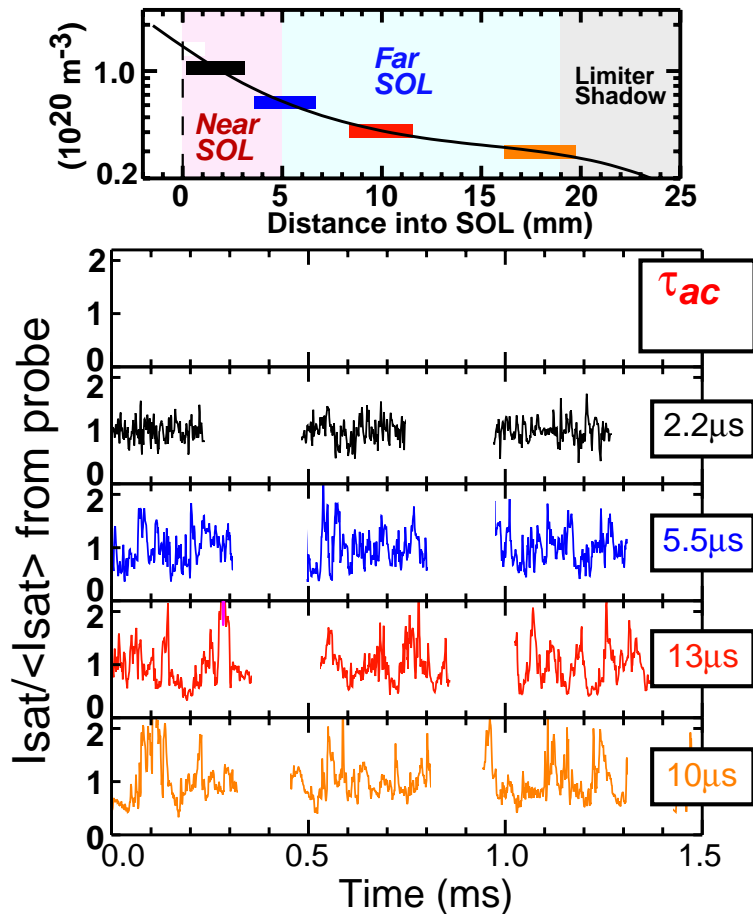 (10²⁰ m⁻³)
1.0
0.2
Near
SOL
Far
SOL
Limiter
Shadow
0 5 10 15 20 25
Distance into SOL (mm)
Isat/<Isat> from probe
2
1
0
τac
2
1
0
2.2μs
2
1
0
5.5μs
2
1
0
13μs
2
1
0
10μs
0.0 0.5 1.0 1.5
Time (ms)